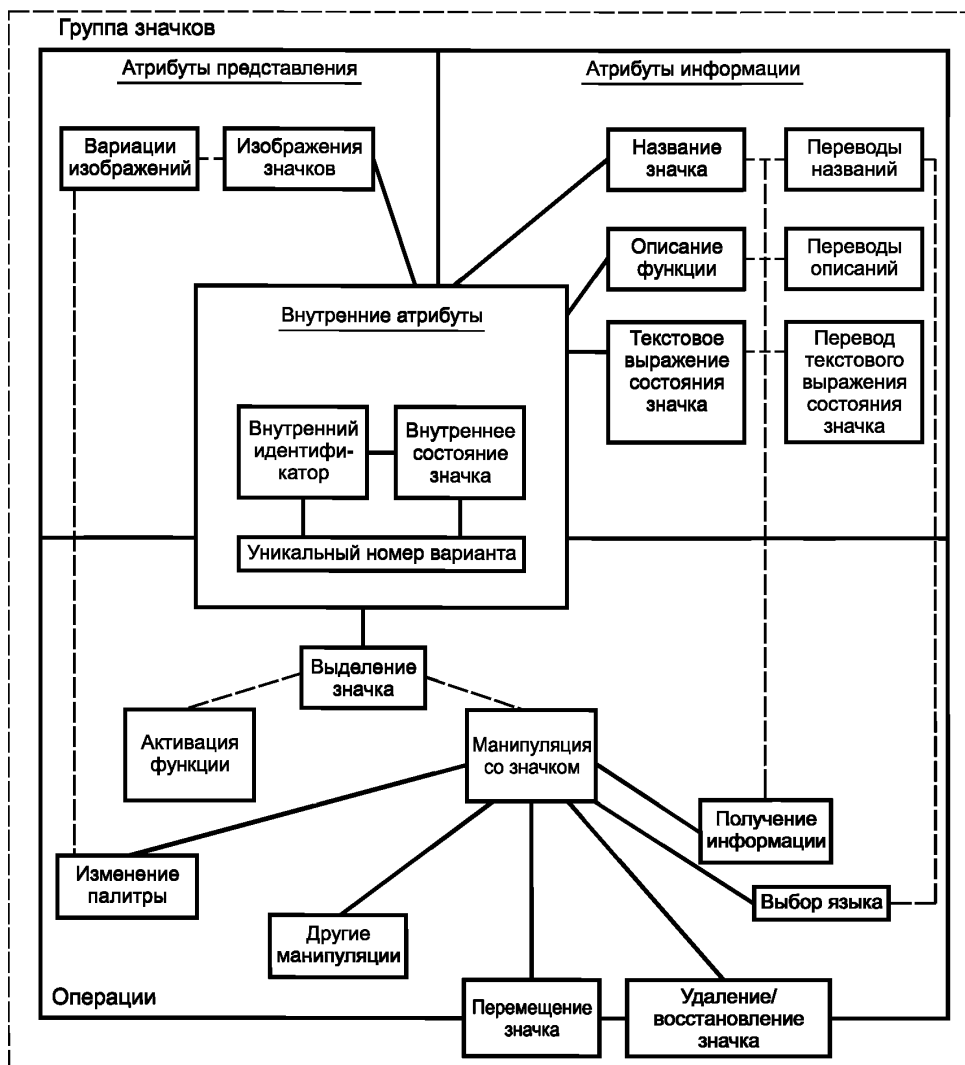 Группа значков
Атрибуты представления
Атрибуты информации
Вариации
изображений
Изображения
значков
Название
значка
Переводы
названий
Описание
функции
Переводы
описаний
Внутренние атрибуты
Текстовое
выражение
состояния
значка
Перевод
текстового
выражения
состояния
значка
Внутренний
идентифи-
катор
Внутреннее
состояние
значка
Уникальный номер варианта
Выделение
значка
Активация
функции
Манипуляция
со значком
Получение
информации
Изменение
палитры
Выбор языка
Другие
манипуляции
Операции
Перемещение
значка
Удаление/
восстановление
значка